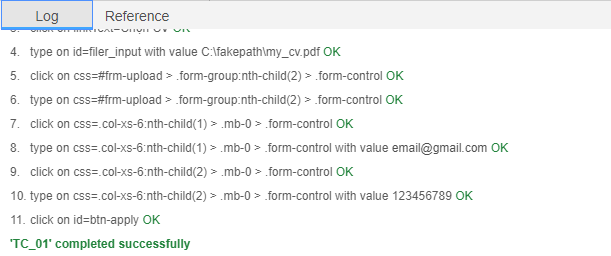 Log Reference
3. click on linkText=Chọn CV OK
4. type on id=filer_input with value C:\fakepath\my_cv.pdf OK
5. click on css=#frm-upload > .form-group:nth-child(2) > .form-control OK
6. type on css=#frm-upload > .form-group:nth-child(2) > .form-control OK
7. click on css=.col-xs-6:nth-child(1) > .mb-0 > .form-control OK
8. type on css=.col-xs-6:nth-child(1) > .mb-0 > .form-control with value email@gmail.com OK
9. click on css=.col-xs-6:nth-child(2) > .mb-0 > .form-control OK
10. type on css=.col-xs-6:nth-child(2) > .mb-0 > .form-control with value 123456789 OK
11. click on id=btn-apply OK
'TC_01' completed successfully